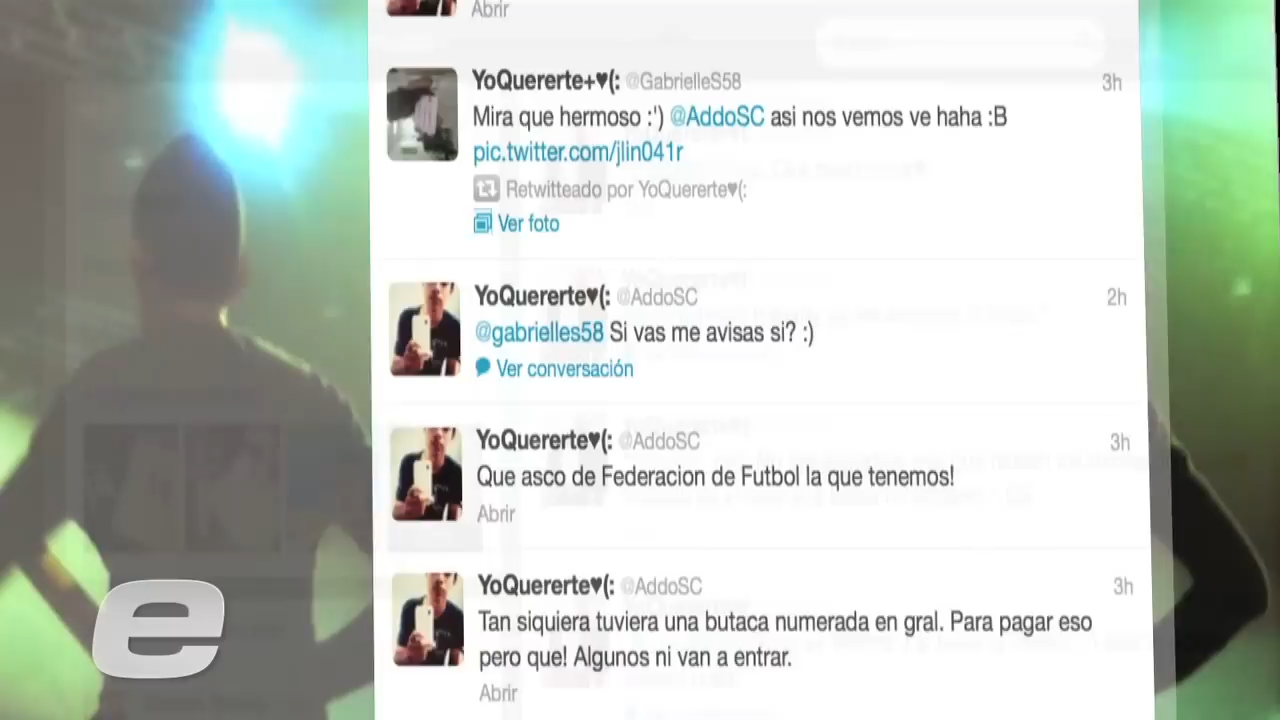 Abrir
YoQuererte+♥(: @GabrielleS58 3h
Mira que hermoso :') @AddoSC asi nos vemos ve haha :B
pic.twitter.com/jlin041r
Retwitteado por YoQuererte♥(:
Ver foto
YoQuererte♥(: @AddoSC 2h
@gabrielles58 Si vas me avisas si? :)
Ver conversación
YoQuererte♥(: @AddoSC 3h
Que asco de Federacion de Futbol la que tenemos!
Abrir
YoQuererte♥(: @AddoSC 3h
Tan siquiera tuviera una butaca numerada en gral. Para pagar eso
pero que! Algunos ni van a entrar.
Abrir
e